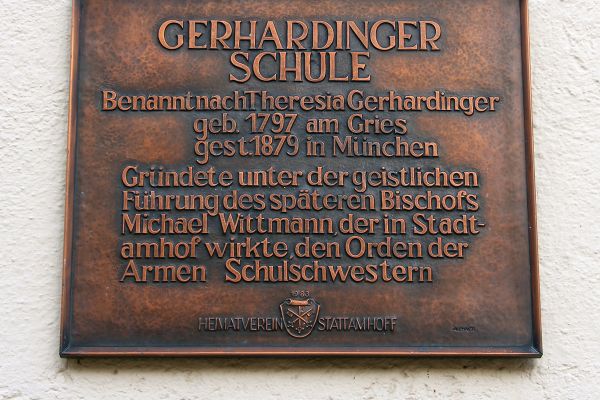 GERHARDINGER
SCHULE
Benannt nach Theresia Gerhardinger
geb. 1797 am Gries
gest. 1879 in München
Gründete unter der geistlichen
Führung des späteren Bischofs
Michael Wittmann, der in Stadt-
amhof wirkte, den Orden der
Armen Schulschwestern
1983
HEIMATVEREIN STATTAMHOFF